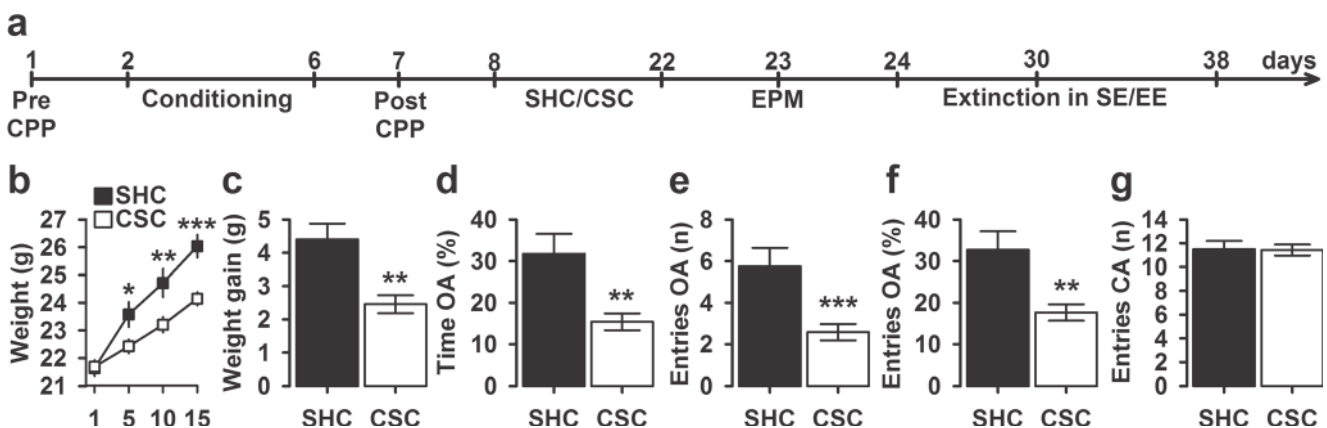 a
1 2 6 7 8 22 23 24 30 38 days
Pre Conditioning Post SHC/CSC EPM Extinction in SE/EE
CPP CPP
b c d e f g
SHC
CSC
Weight (g)
27
26
25
24
23
22
21
* ** ***
1 5 10 15
Weight gain (g)
5
4
3
2
1
0
**
SHC CSC
Time OA (%)
40
30
20
10
0
**
SHC CSC
Entries OA (n)
8
6
4
2
0
***
SHC CSC
Entries OA (%)
40
30
20
10
0
**
SHC CSC
Entries CA (n)
14
12
10
8
6
4
2
0
SHC CSC